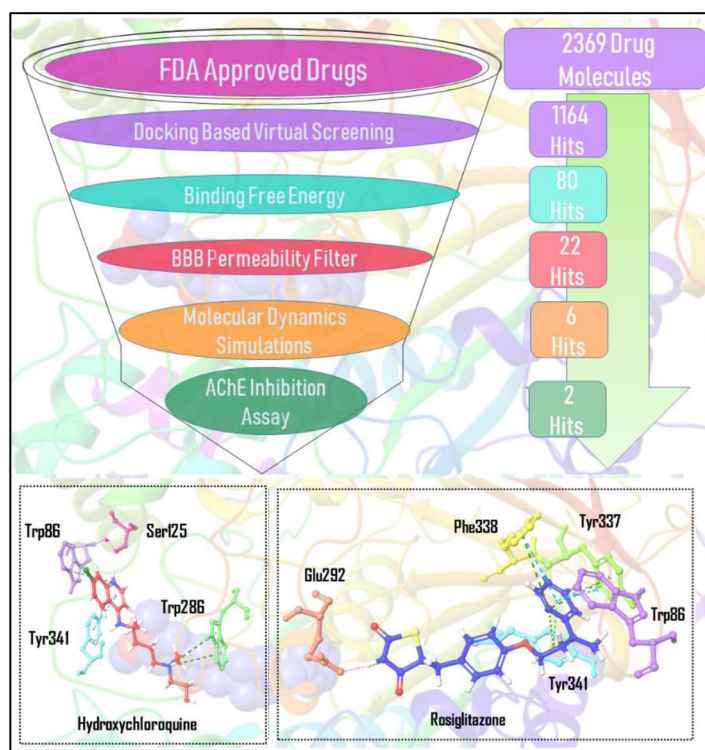 FDA Approved Drugs
2369 Drug
Molecules
Docking Based Virtual Screening
1164
Hits
Binding Free Energy
80
Hits
BBB Permeability Filter
22
Hits
Molecular Dynamics
Simulations
6
Hits
AChE Inhibition
Assay
2
Hits
Trp86
Ser125
Trp286
Tyr341
Hydroxychloroquine
Phe338
Tyr337
Glu292
Trp86
Tyr341
Rosiglitazone